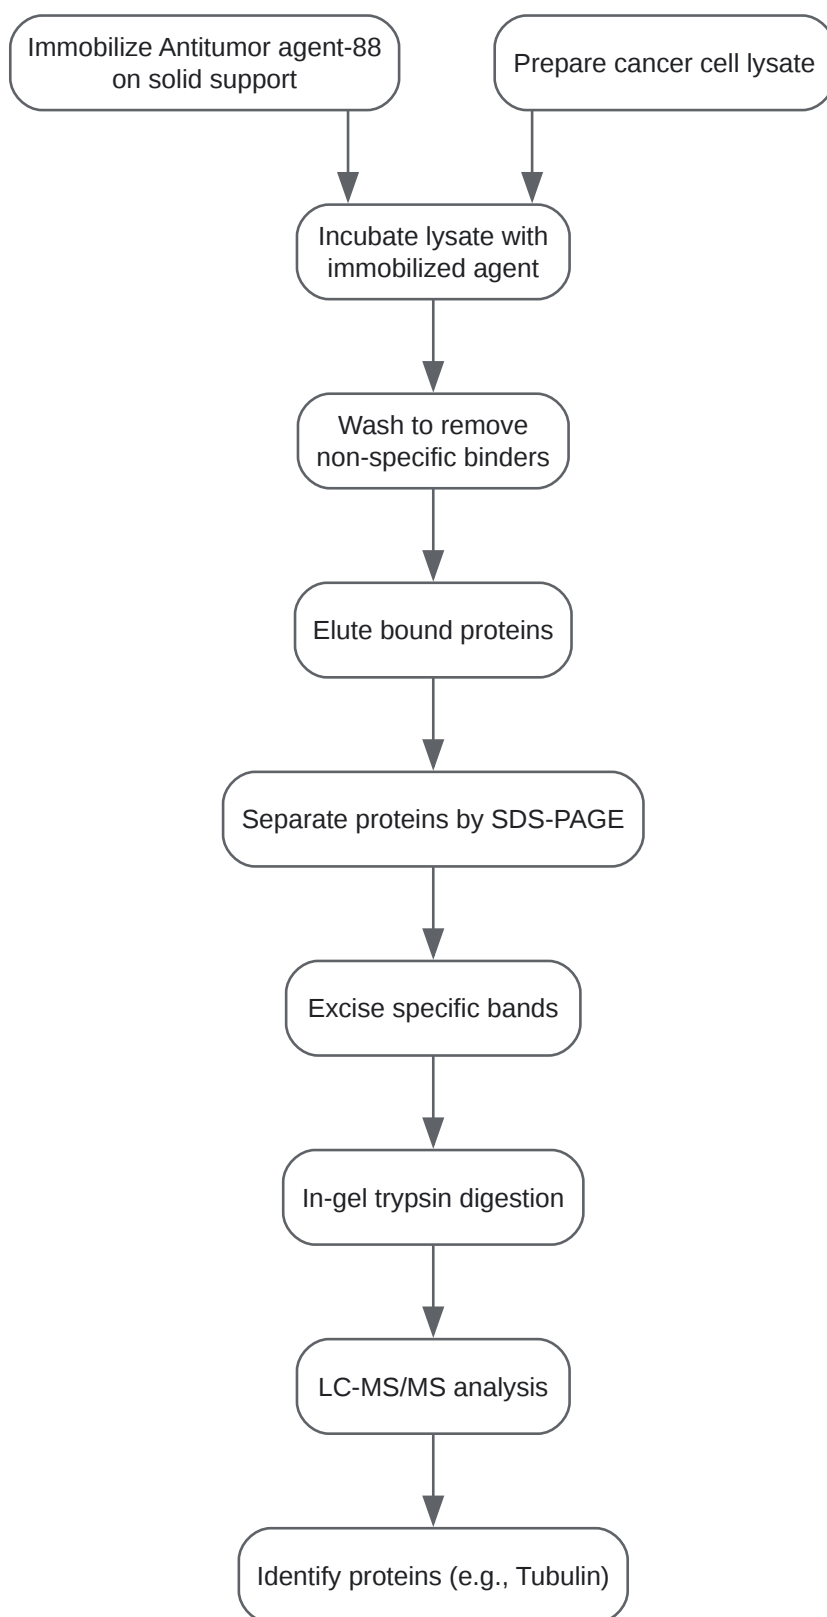 Immobilize Antitumor agent-88
on solid support
Prepare cancer cell lysate
Incubate lysate with
immobilized agent
Wash to remove
non-specific binders
Elute bound proteins
Separate proteins by SDS-PAGE
Excise specific bands
In-gel trypsin digestion
LC-MS/MS analysis
Identify proteins (e.g., Tubulin)